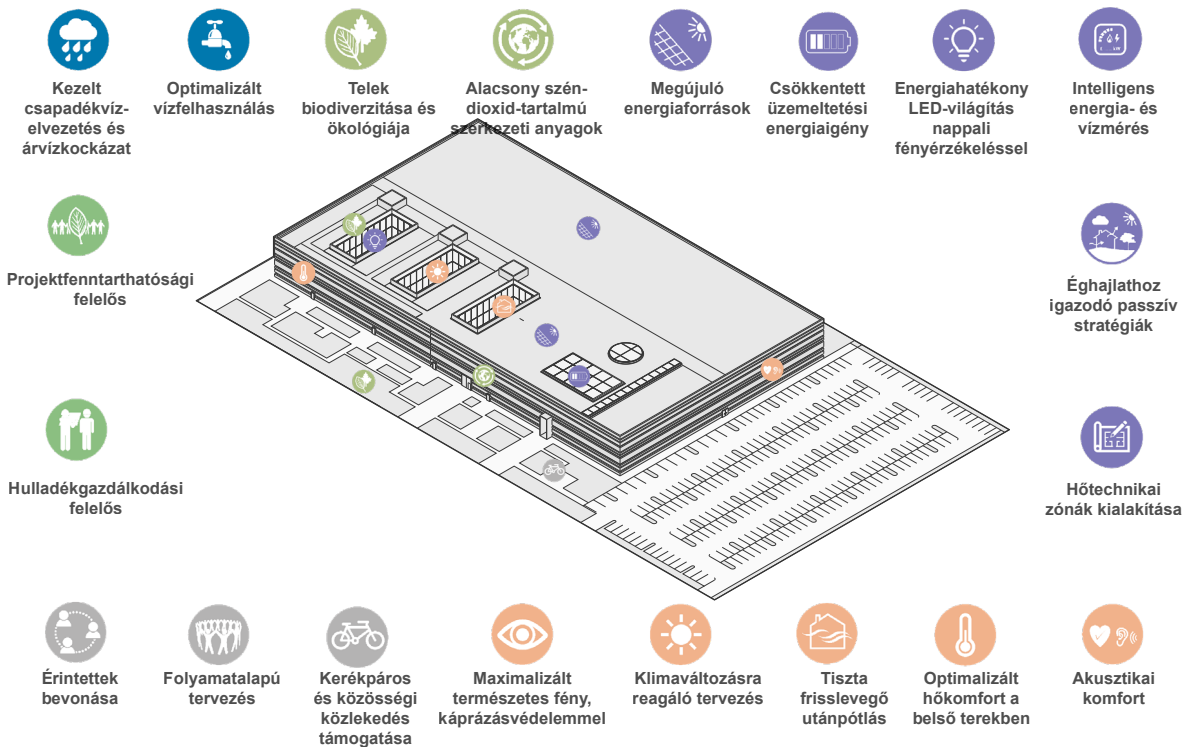 Kezelt
csapadékvíz-
elvezetés és
árvízkockázat
Optimalizált
vízfelhasználás
Telek
biodiverzitása és
ökológiája
Alacsony szén-
dioxid-tartalmú
szerkezeti anyagok
Megújuló
energiaforrások
Csökkentett
üzemeltetési
energiaigény
Energiahatékony
LED-világítás
nappali
fényérzékeléssel
Intelligens
energia- és
vízmérés
Projektfenntarthatósági
felelős
Éghajlathoz
igazodó passzív
stratégiák
Hulladékgazdálkodási
felelős
Hőtechnikai
zónák kialakítása
Érintettek
bevonása
Folyamatalapú
tervezés
Kerékpáros
és közösségi
közlekedés
támogatása
Maximalizált
természetes fény,
káprázásvédelemmel
Klímaváltozásra
reagáló tervezés
Tiszta
frisslevegő
utánpótlás
Optimalizált
hőkomfort a
belső terekben
Akusztikai
komfort